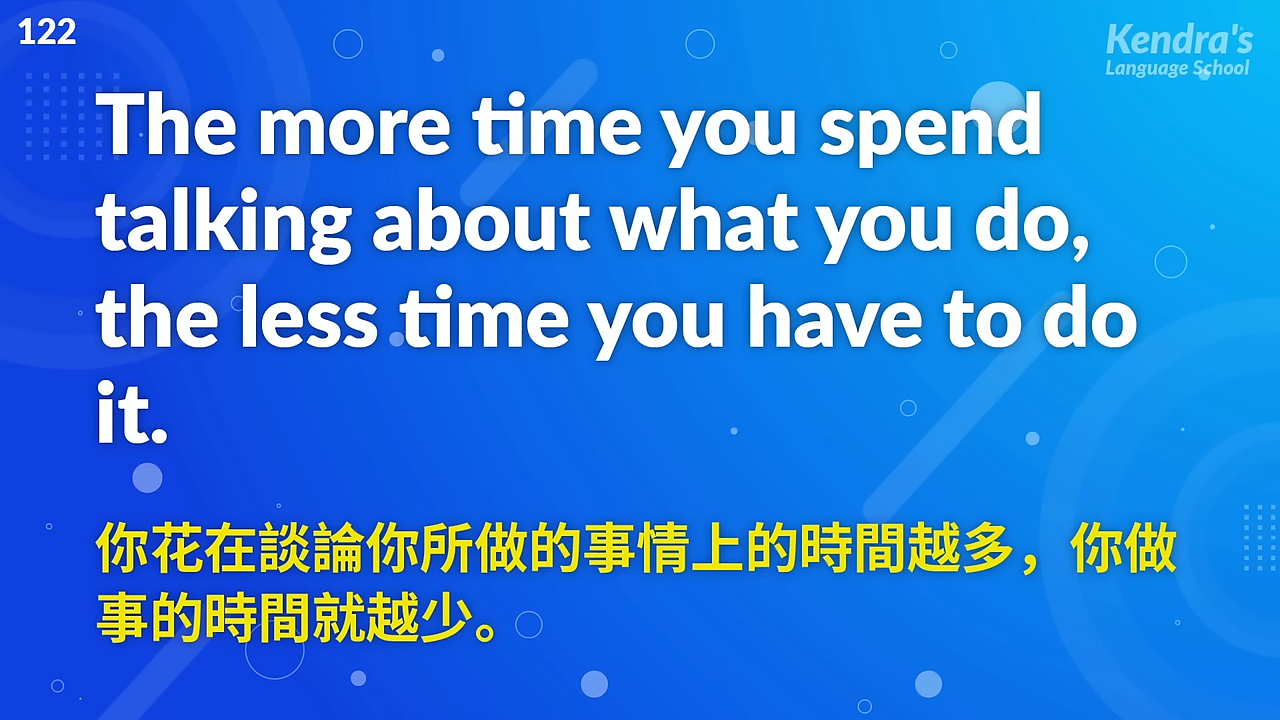 122
Kendra's
Language School
The more time you spend
talking about what you do,
the less time you have to do
it.
你花在談論你所做的事情上的時間越多，你做
事的時間就越少。